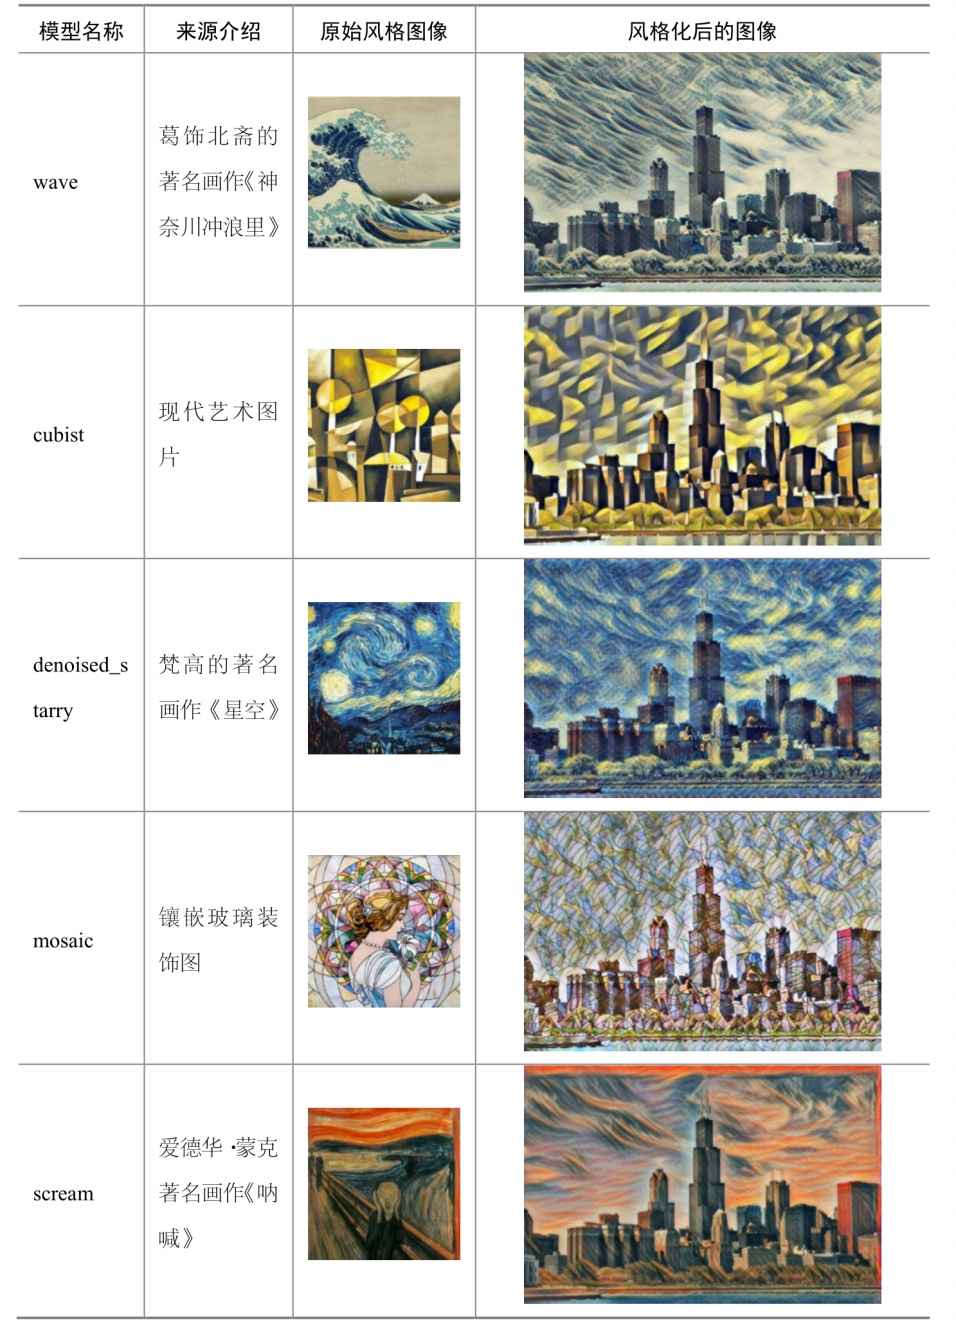 模型名称 来源介绍 原始风格图像 风格化后的图像
wave
葛饰北斋的
著名画作《神
奈川冲浪里》
cubist
现代艺术图
片
denoised_s
tarry
梵高的著名
画作《星空》
mosaic
镶嵌玻璃装
饰图
scream
爱德华·蒙克
著名画作《呐
喊》